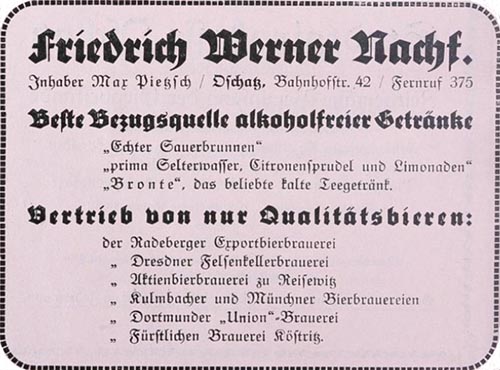 Friedrich Werner Nachf.
Inhaber Max Pietzsch / Oschatz, Bahnhofstr. 42 / Fernruf 375
Beste Bezugsquelle alkoholfreier Getränke
„Echter Sauerbrunnen“
„prima Selterwasser, Citronensprudel und Limonaden“
„Bronte“, das beliebte kalte Teegetränk.
Vertrieb von nur Qualitätsbieren:
der Radeberger Exportbierbrauerei
„ Dresdner Felsenkellerbrauerei
„ Aktienbierbrauerei zu Reisewitz
„ Kulmbacher und Münchner Bierbrauereien
„ Dortmunder „Union“-Brauerei
„ Fürstlichen Brauerei Köstritz.